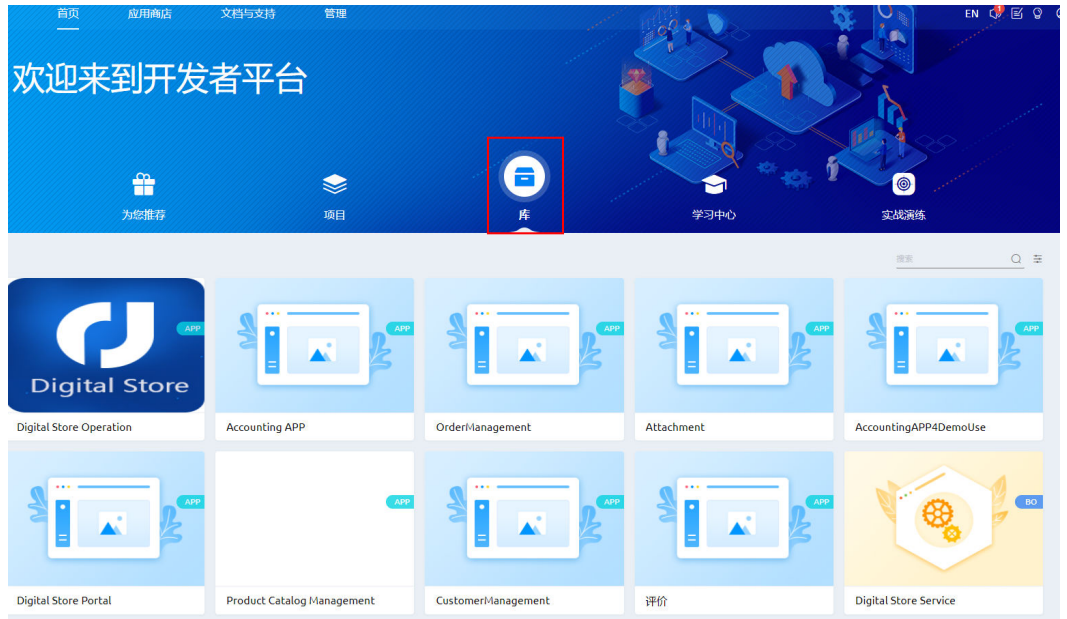 首页 应用商店 文档与支持 管理 EN
欢迎来到开发者平台
为您推荐 项目 库 学习中心 实战演练
搜索
Digital Store
APP APP APP APP APP
Digital Store Operation Accounting APP OrderManagement Attachment AccountingAPP4DemoUse
APP APP APP APP BO
Digital Store Portal Product Catalog Management CustomerManagement 评价 Digital Store Service